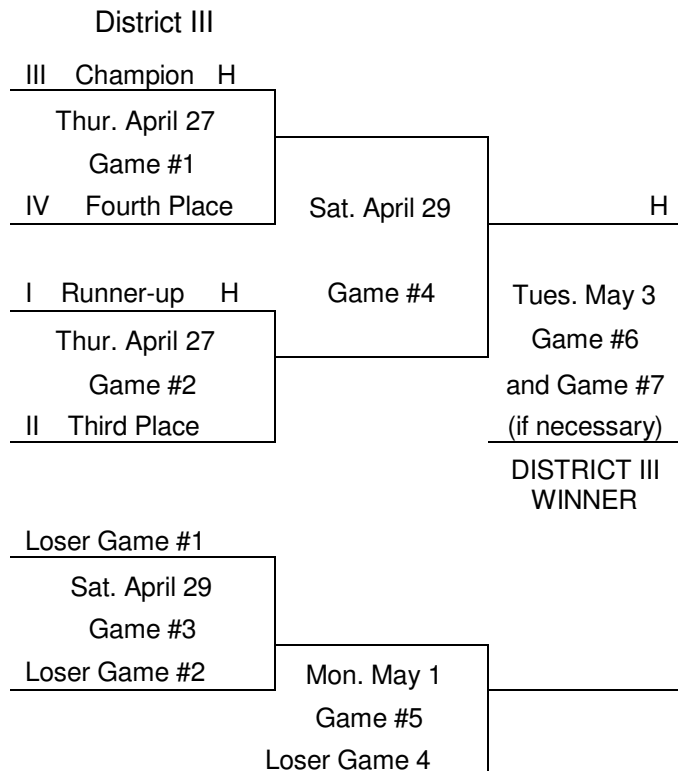 District III
III Champion H
Thur. April 27
Game #1
IV Fourth Place
Sat. April 29
H
I Runner-up H
Game #4
Tues. May 3
Thur. April 27
Game #6
Game #2
and Game #7
II Third Place
(if necessary)
DISTRICT III
WINNER
Loser Game #1
Sat. April 29
Game #3
Loser Game #2
Mon. May 1
Game #5
Loser Game 4